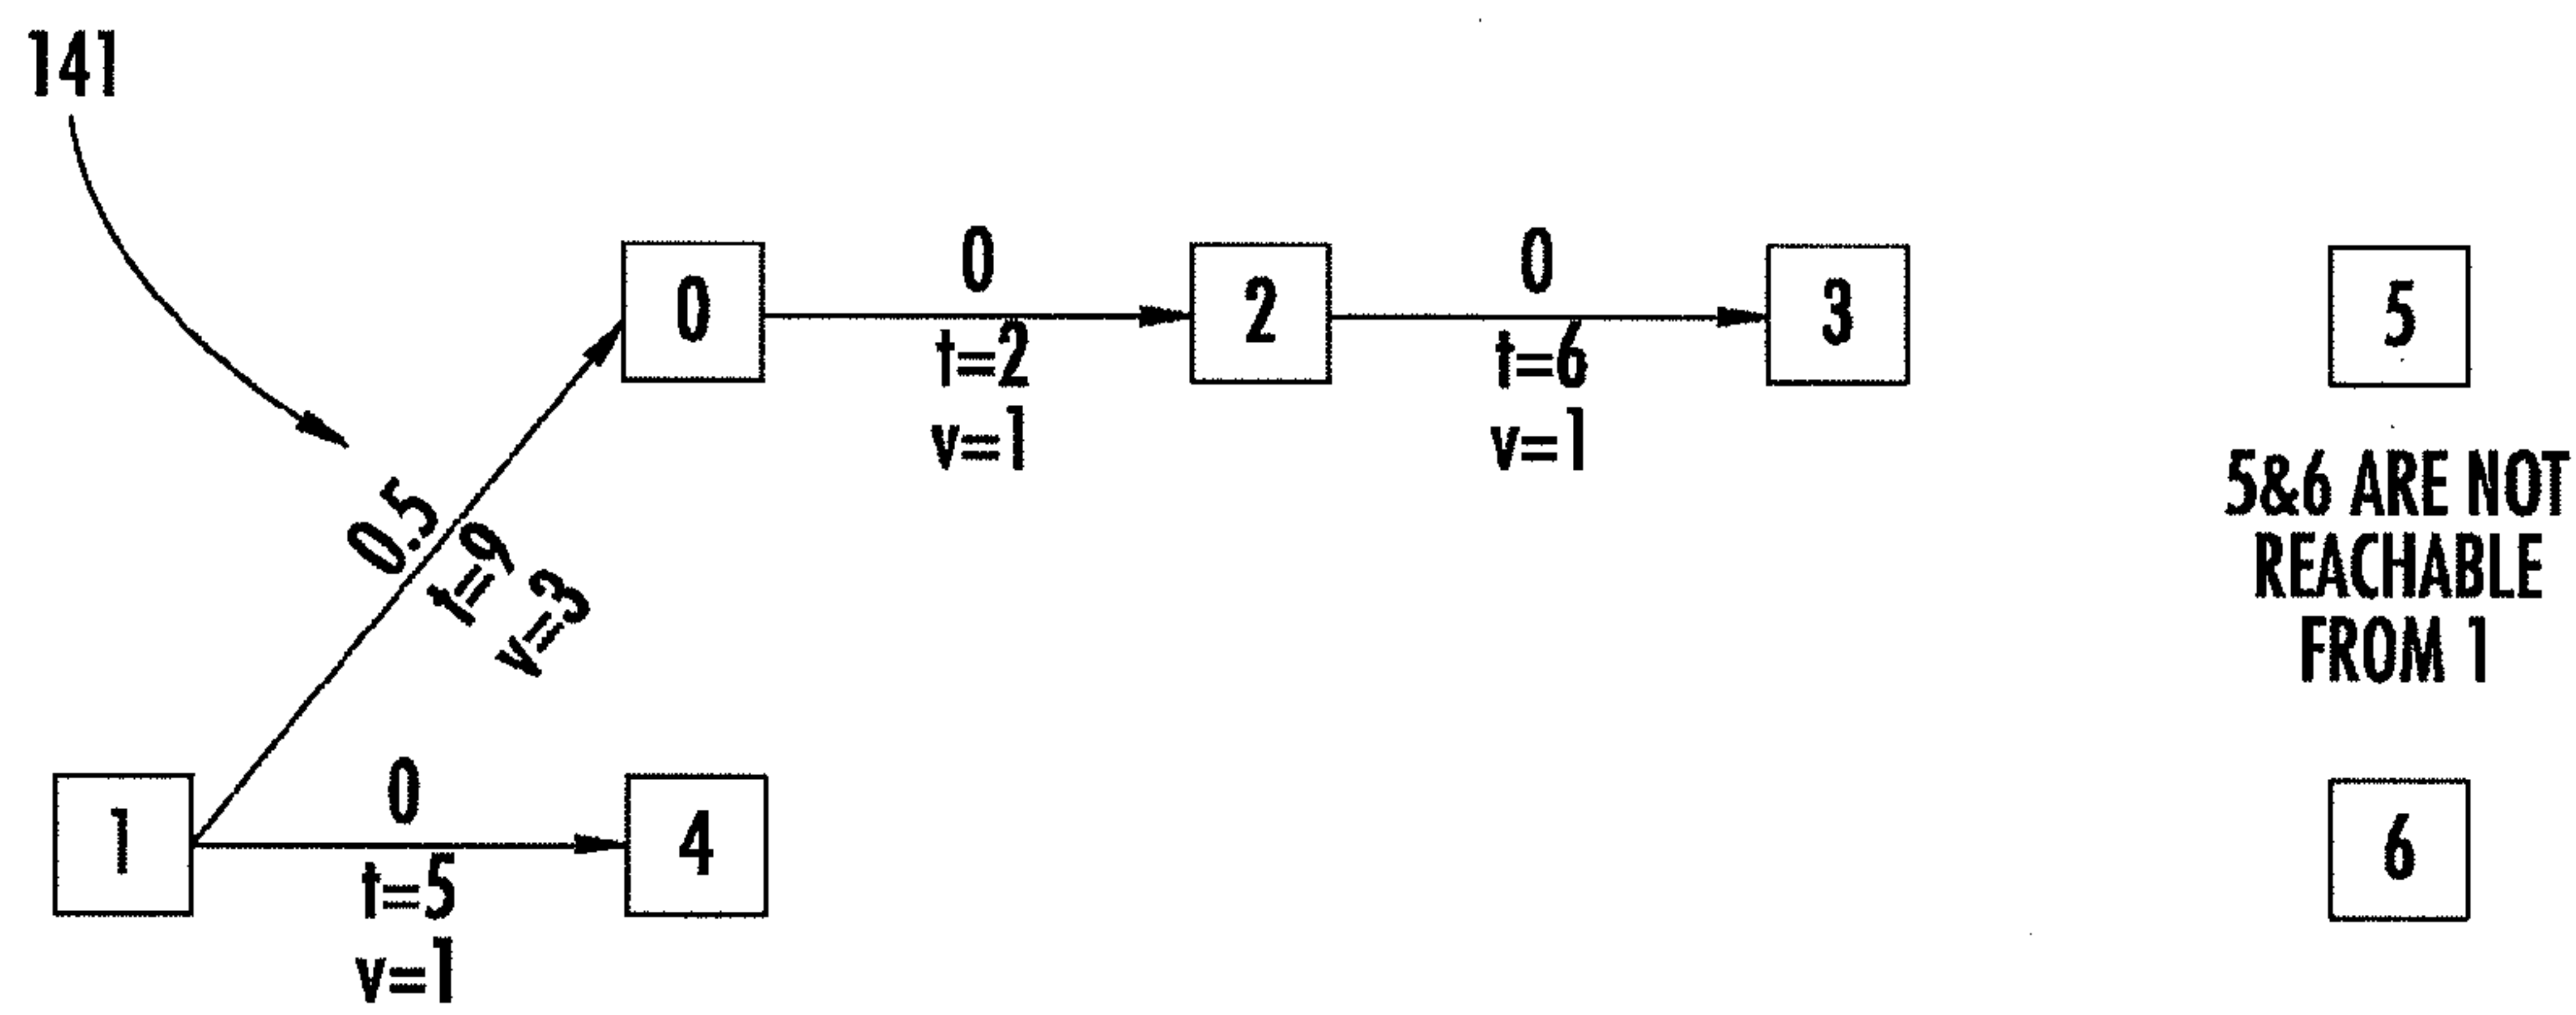 141
0
0
0
2
3
5
t=2
t=6
v=1
v=1
5&6 ARE NOT
REACHABLE
FROM 1
0.5
t=9
v=3
0
1
4
6
t=5
v=1